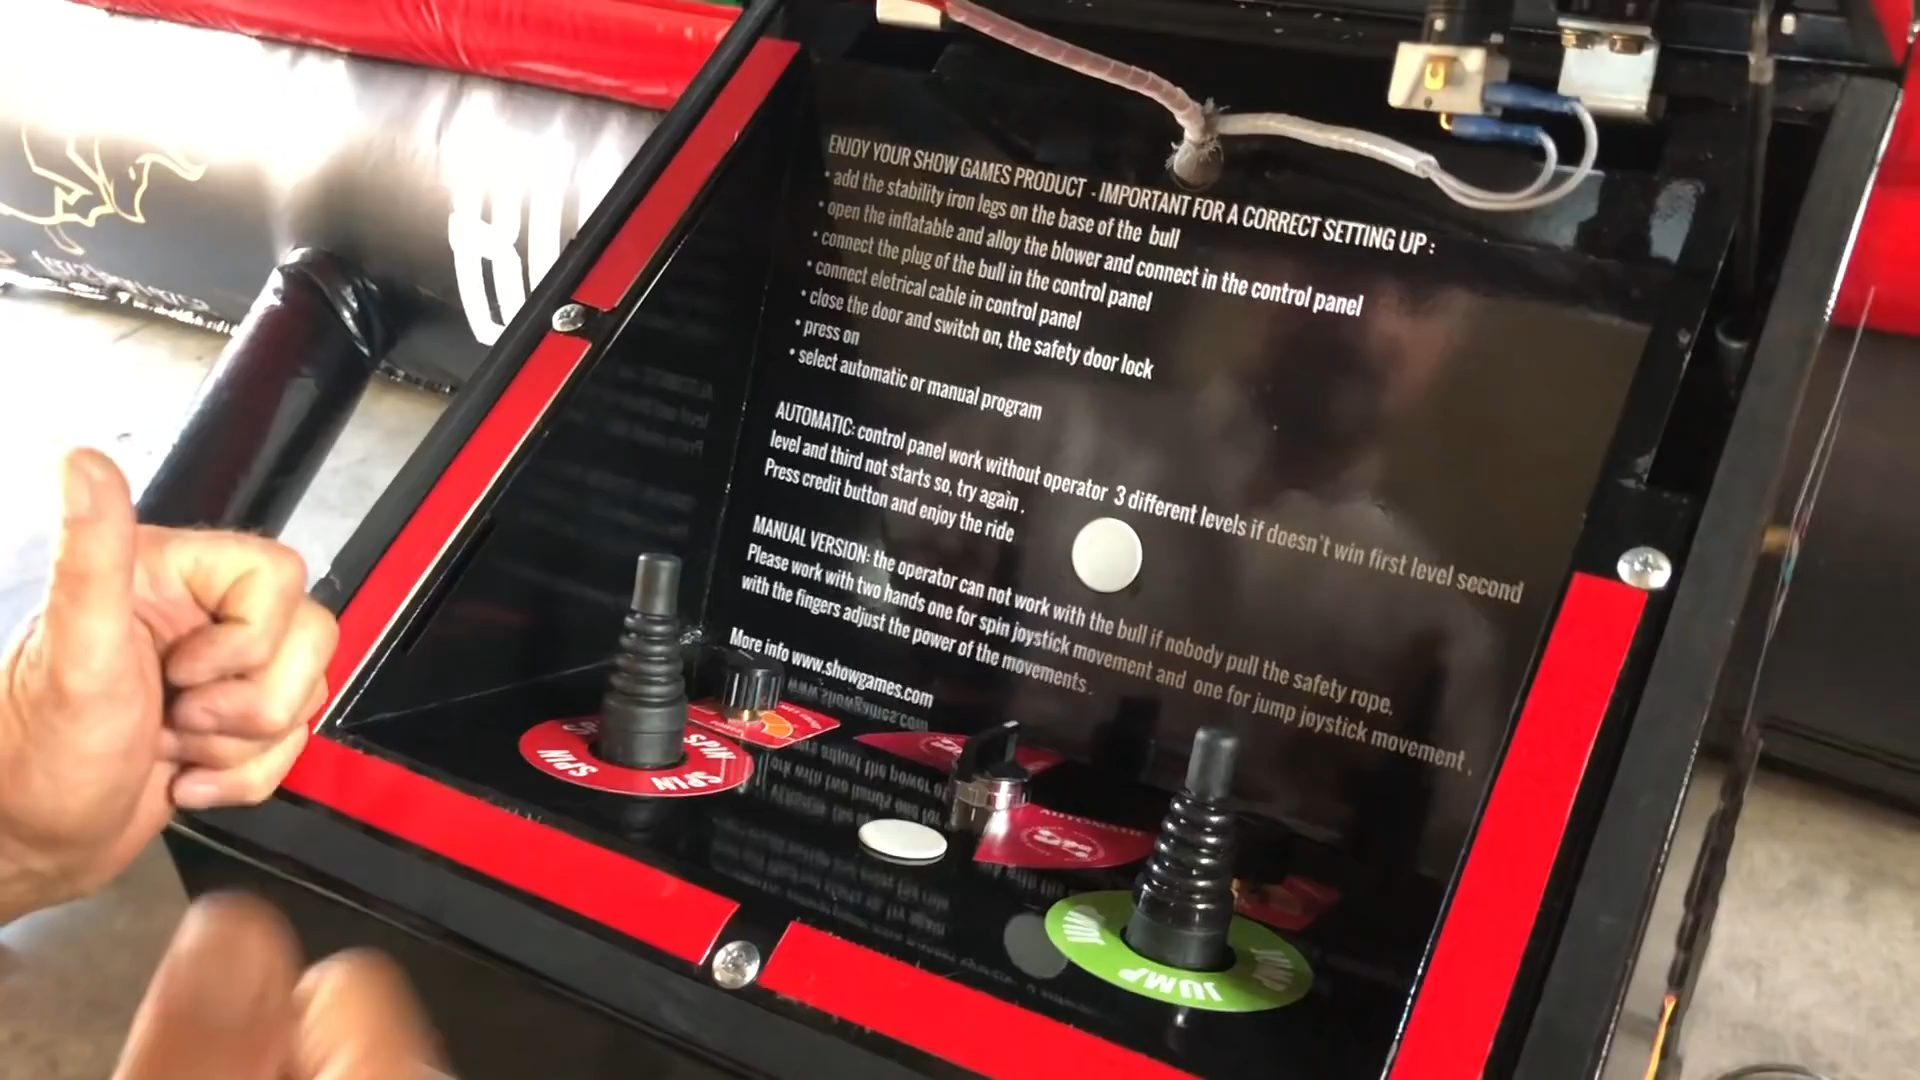 ENJOY YOUR SHOW GAMES PRODUCT - IMPORTANT FOR A CORRECT SETTING UP :
• add the stability iron legs on the base of the bull
• open the inflatable and alloy the blower and connect in the control panel
• connect the plug of the bull in the control panel
• connect eletrical cable in control panel
• close the door and switch on, the safety door lock
• press on
• select automatic or manual program
AUTOMATIC: control panel work without operator 3 different levels if doesn't win first level second
level and third not starts so, try again .
Press credit button and enjoy the ride
MANUAL VERSION: the operator can not work with the bull if nobody pull the safety rope.
Please work with two hands one for spin joystick movement and one for jump joystick movement .
with the fingers adjust the power of the movements .
More info www.showgames.com
SPIN
SPIN
SPIN
AUTOMATIC
JUMP
JUMP
JUMP